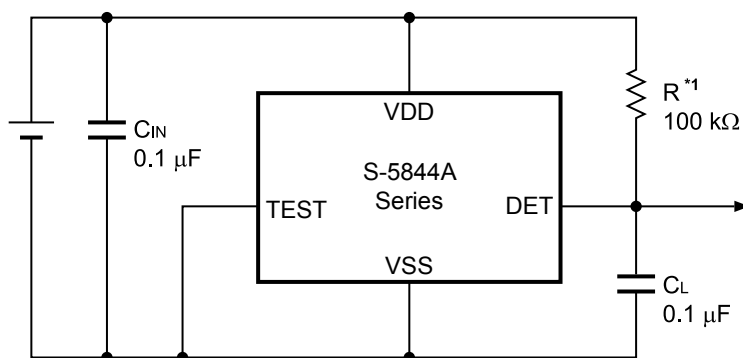 VDD
S-5844A
Series
TEST
DET
VSS
CIN
0.1 μF
R*1
100 kΩ
CL
0.1 μF